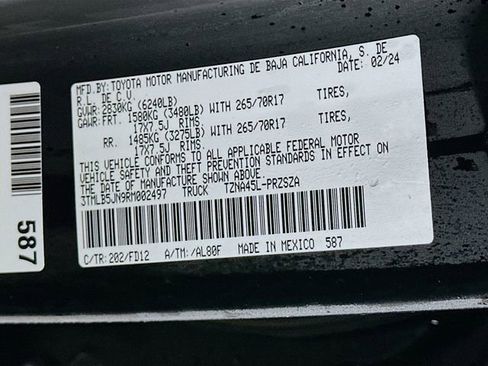 MFD.BY:TOYOTA MOTOR MANUFACTURING DE BAJA CALIFORNIA, S. DE
R.L. DE C.V. DATE: 02/24
GVWR: 2830KG (6240LB)
GAWR:FRT. 1580KG (3480LB) WITH 265/70R17 TIRES,
17X7.5J RIMS
RR. 1485KG (3275LB) WITH 265/70R17 TIRES,
17X7.5J RIMS
THIS VEHICLE CONFORMS TO ALL APPLICABLE FEDERAL MOTOR
VEHICLE SAFETY AND THEFT PREVENTION STANDARDS IN EFFECT ON
THE DATE OF MANUFACTURE SHOWN ABOVE.
3TMLB5JN9RM002497 TRUCK TZNA45L-PRZSZA
C/TR:202/FD12 A/TM:/AL80F MADE IN MEXICO 587
587